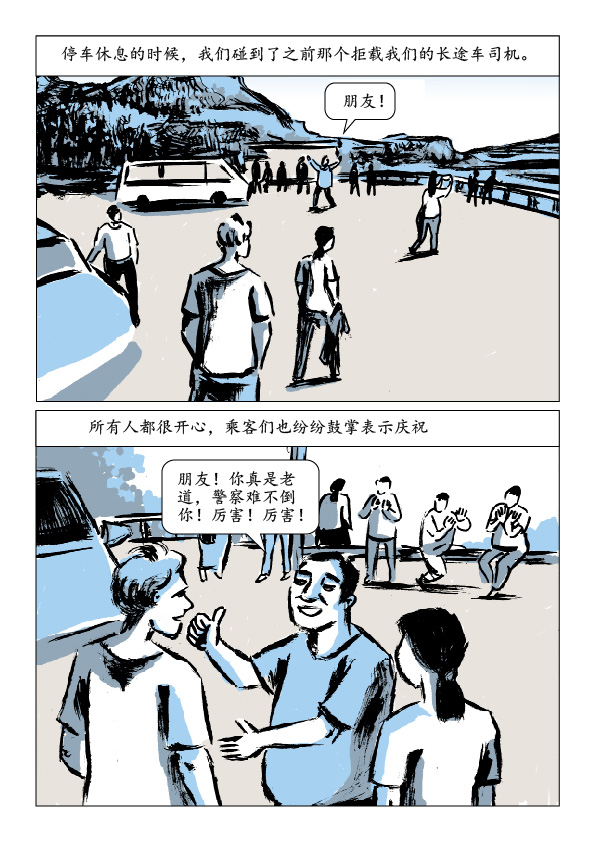 停车休息的时候，我们碰到了之前那个拒载我们的长途车司机。
朋友！
所有人都很开心，乘客们也纷纷鼓掌表示庆祝
朋友！你真是老
道，警察难不倒
你！厉害！厉害！